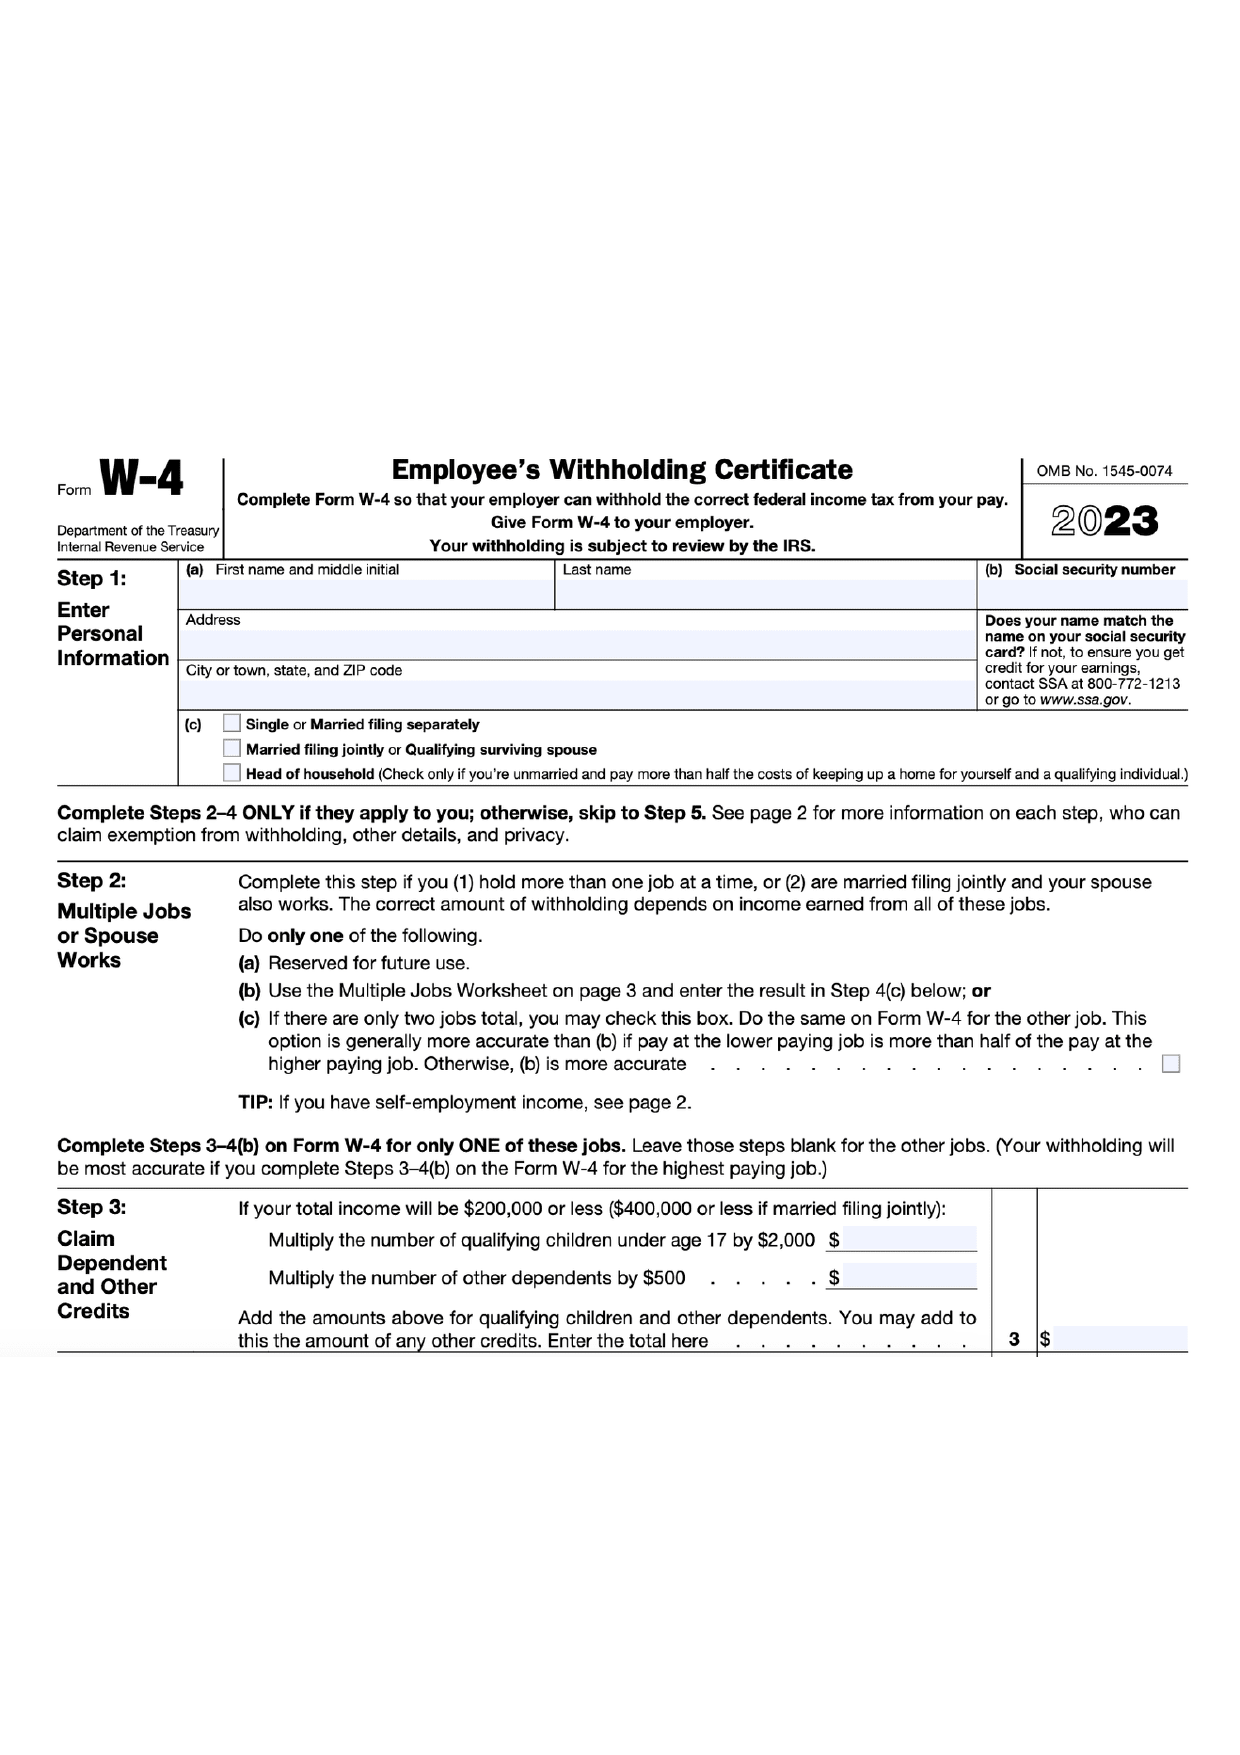 Form W-4
Department of the Treasury
Internal Revenue Service
Employee's Withholding Certificate
Complete Form W-4 so that your employer can withhold the correct federal income tax from your pay.
Give Form W-4 to your employer.
Your withholding is subject to review by the IRS.
OMB No. 1545-0074
2023
Step 1:
Enter
Personal
Information
(a) First name and middle initial
Last name
(b) Social security number
Address
City or town, state, and ZIP code
Does your name match the
name on your social security
card? If not, to ensure you get
credit for your earnings,
contact SSA at 800-772-1213
or go to www.ssa.gov.
(c) Single or Married filing separately
Married filing jointly or Qualifying surviving spouse
Head of household (Check only if you're unmarried and pay more than half the costs of keeping up a home for yourself and a qualifying individual.)
Complete Steps 2–4 ONLY if they apply to you; otherwise, skip to Step 5. See page 2 for more information on each step, who can
claim exemption from withholding, other details, and privacy.
Step 2:
Multiple Jobs
or Spouse
Works
Complete this step if you (1) hold more than one job at a time, or (2) are married filing jointly and your spouse
also works. The correct amount of withholding depends on income earned from all of these jobs.
Do only one of the following.
(a) Reserved for future use.
(b) Use the Multiple Jobs Worksheet on page 3 and enter the result in Step 4(c) below; or
(c) If there are only two jobs total, you may check this box. Do the same on Form W-4 for the other job. This
option is generally more accurate than (b) if pay at the lower paying job is more than half of the pay at the
higher paying job. Otherwise, (b) is more accurate . . . . . . . . . . . . . . . . . .
TIP: If you have self-employment income, see page 2.
Complete Steps 3–4(b) on Form W-4 for only ONE of these jobs. Leave those steps blank for the other jobs. (Your withholding will
be most accurate if you complete Steps 3–4(b) on the Form W-4 for the highest paying job.)
Step 3:
Claim
Dependent
and Other
Credits
If your total income will be $200,000 or less ($400,000 or less if married filing jointly):
Multiply the number of qualifying children under age 17 by $2,000 $
Multiply the number of other dependents by $500 . . . . . $
Add the amounts above for qualifying children and other dependents. You may add to
this the amount of any other credits. Enter the total here . . . . . . . . . . 3 $